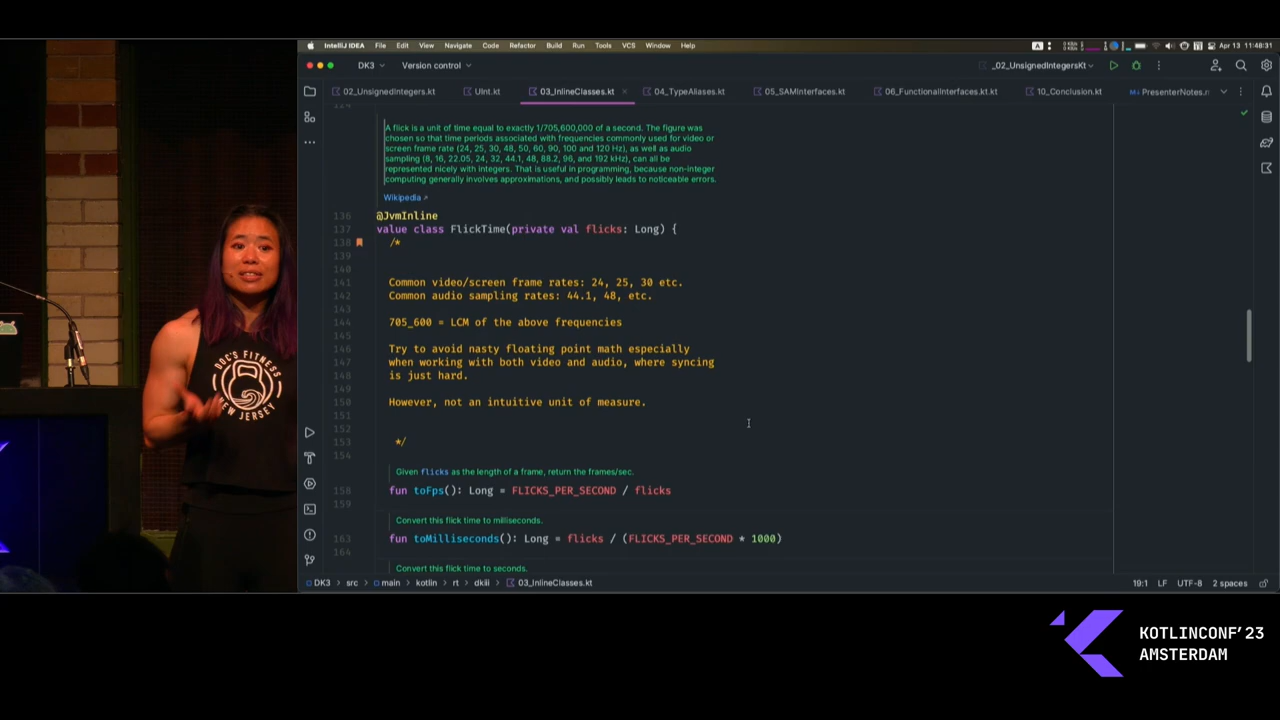 IntelliJ IDEA File Edit View Navigate Code Refactor Build Run Tools VCS Window Help
Apr 13 11:48:31
DK3 Version control
_02_UnsignedIntegersKt
02_UnsignedIntegers.kt UInt.kt 03_InlineClasses.kt 04_TypeAliases.kt 05_SAMInterfaces.kt 06_FunctionalInterfaces.kt.kt 10_Conclusion.kt PresenterNotes.n
A flick is a unit of time equal to exactly 1/705,600,000 of a second. The figure was
chosen so that time periods associated with frequencies commonly used for video or
screen frame rate (24, 25, 30, 48, 50, 60, 90, 100 and 120 Hz), as well as audio
sampling (8, 16, 22.05, 24, 32, 44.1, 48, 88.2, 96, and 192 kHz), can all be
represented nicely with integers. That is useful in programming, because non-integer
computing generally involves approximations, and possibly leads to noticeable errors.
Wikipedia
136 @JvmInline
137 value class FlickTime(private val flicks: Long) {
138 /*
139
140
141 Common video/screen frame rates: 24, 25, 30 etc.
142 Common audio sampling rates: 44.1, 48, etc.
143
144 705_600 = LCM of the above frequencies
145
146 Try to avoid nasty floating point math especially
147 when working with both video and audio, where syncing
148 is just hard.
149
150 However, not an intuitive unit of measure.
151
152
153 */
154
Given flicks as the length of a frame, return the frames/sec.
158 fun toFps(): Long = FLICKS_PER_SECOND / flicks
159
Convert this flick time to milliseconds.
163 fun toMilliseconds(): Long = flicks / (FLICKS_PER_SECOND * 1000)
164
Convert this flick time to seconds.
DK3 > src > main > kotlin > rt > dkili > 03_InlineClasses.kt
19:1 LF UTF-8 2 spaces
DOC'S FITNESS
NEW JERSEY
KOTLINCONF'23
AMSTERDAM